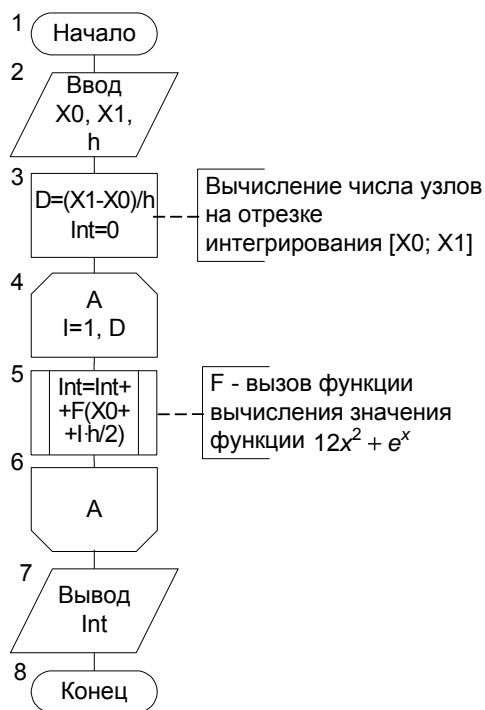 1
Начало
2
Ввод
X0, X1,
h
3
D=(X1-X0)/h
Int=0
Вычисление числа узлов
на отрезке
интегрирования [X0; X1]
4
A
I=1, D
5
Int=Int+
+F(X0+
+I·h/2)
F - вызов функции
вычисления значения
функции 12x² + eˣ
6
A
7
Вывод
Int
8
Конец